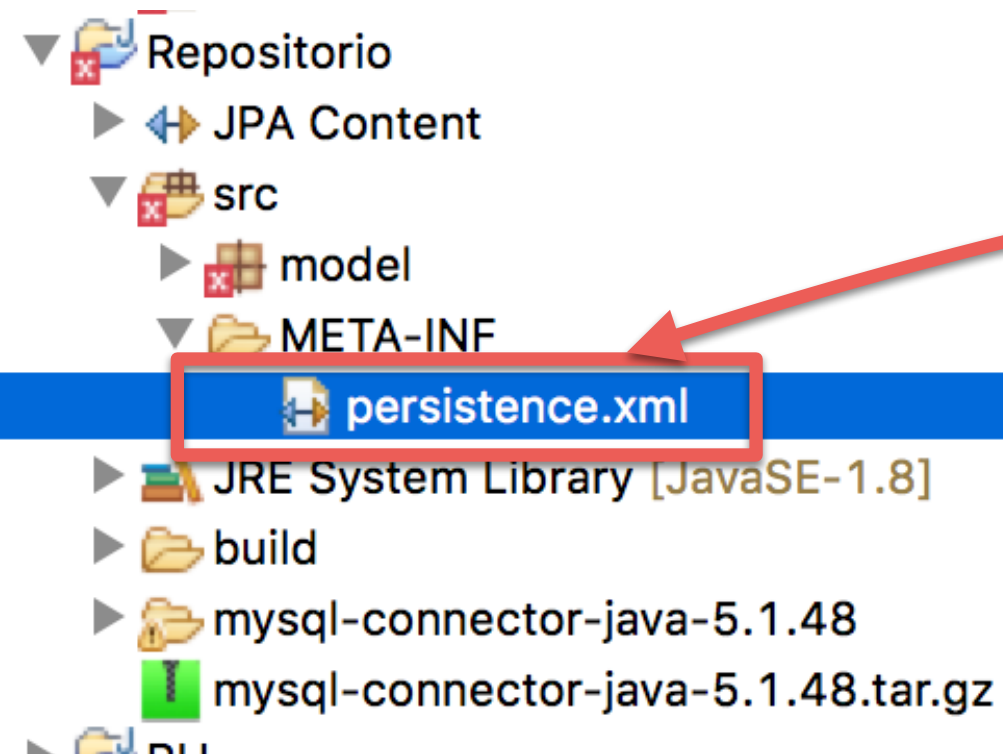 Repositorio
JPA Content
src
model
META-INF
persistence.xml
JRE System Library [JavaSE-1.8]
build
mysql-connector-java-5.1.48
mysql-connector-java-5.1.48.tar.gz